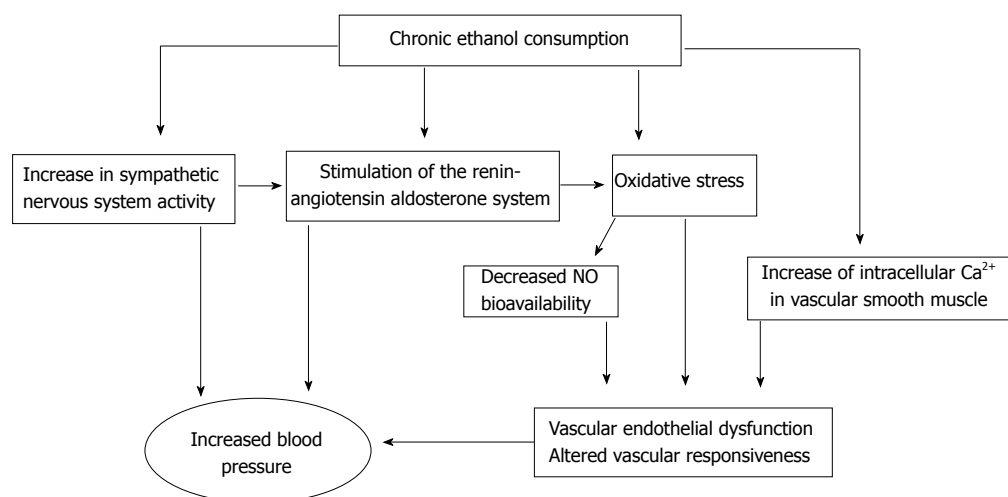 Chronic ethanol consumption
Increase in sympathetic
nervous system activity
Stimulation of the renin-
angiotensin aldosterone system
Oxidative stress
Decreased NO
bioavailability
Increase of intracellular Ca²⁺
in vascular smooth muscle
Increased blood
pressure
Vascular endothelial dysfunction
Altered vascular responsiveness